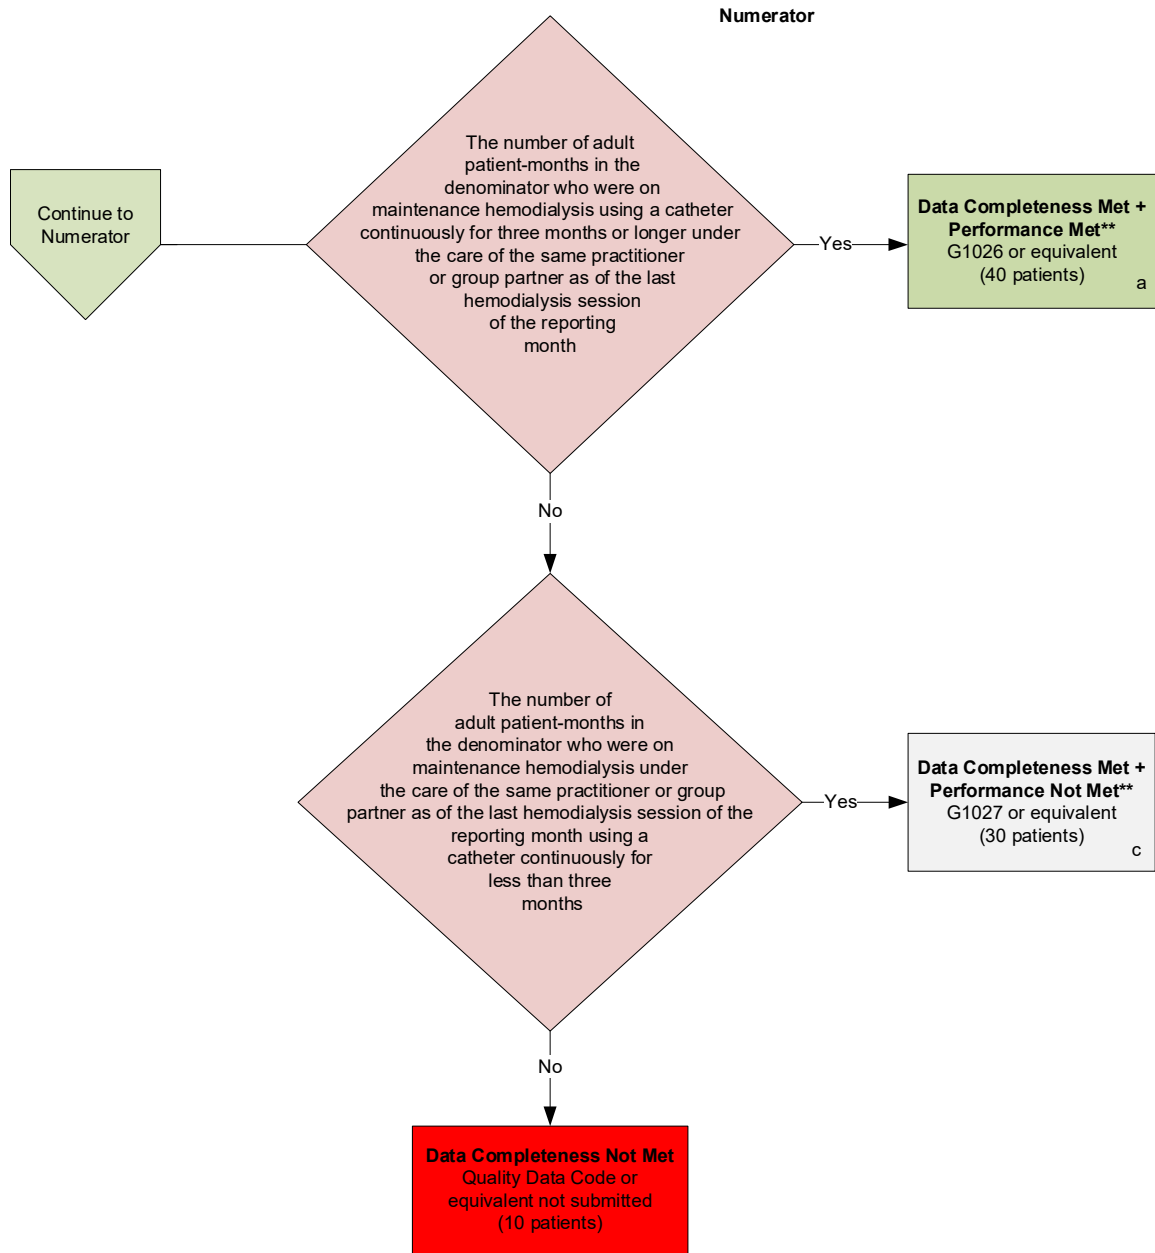 Numerator
Continue to
Numerator
The number of adult
patient-months in the
denominator who were on
maintenance hemodialysis using a catheter
continuously for three months or longer under
the care of the same practitioner
or group partner as of the last
hemodialysis session
of the reporting
month
Yes
Data Completeness Met +
Performance Met**
G1026 or equivalent
(40 patients)
a
No
The number of
adult patient-months in
the denominator who were on
maintenance hemodialysis under
the care of the same practitioner or group
partner as of the last hemodialysis session of the
reporting month using a
catheter continuously for
less than three
months
Yes
Data Completeness Met +
Performance Not Met**
G1027 or equivalent
(30 patients)
c
No
Data Completeness Not Met
Quality Data Code or
equivalent not submitted
(10 patients)